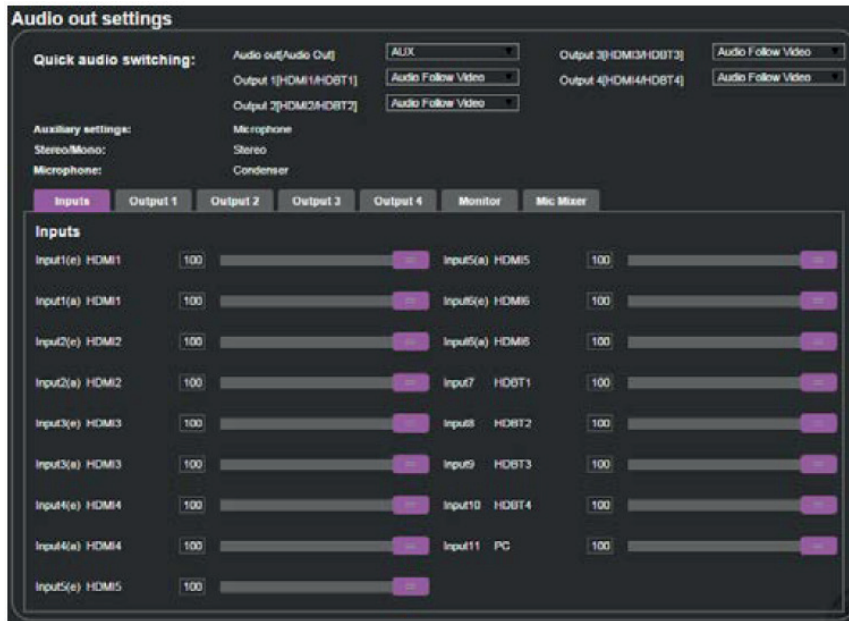 Audio out settings
Quick audio switching:
Audio out[Audio Out] AUX
Output 1[HDMI1/HDBT1] Audio Follow Video
Output 2[HDMI2/HDBT2] Audio Follow Video
Output 3[HDMI3/HDBT3] Audio Follow Video
Output 4[HDMI4/HDBT4] Audio Follow Video
Auxiliary settings: Microphone
Stereo/Mono: Stereo
Microphone: Condenser
Inputs Output 1 Output 2 Output 3 Output 4 Monitor Mic Mixer
Inputs
Input1(e) HDMI1 100
Input1(a) HDMI1 100
Input2(e) HDMI2 100
Input2(a) HDMI2 100
Input3(e) HDMI3 100
Input3(a) HDMI3 100
Input4(e) HDMI4 100
Input4(a) HDMI4 100
Input5(e) HDMI5 100
Input5(a) HDMI5 100
Input6(e) HDMI6 100
Input6(a) HDMI6 100
Input7 HDBT1 100
Input8 HDBT2 100
Input9 HDBT3 100
Input10 HDBT4 100
Input11 PC 100